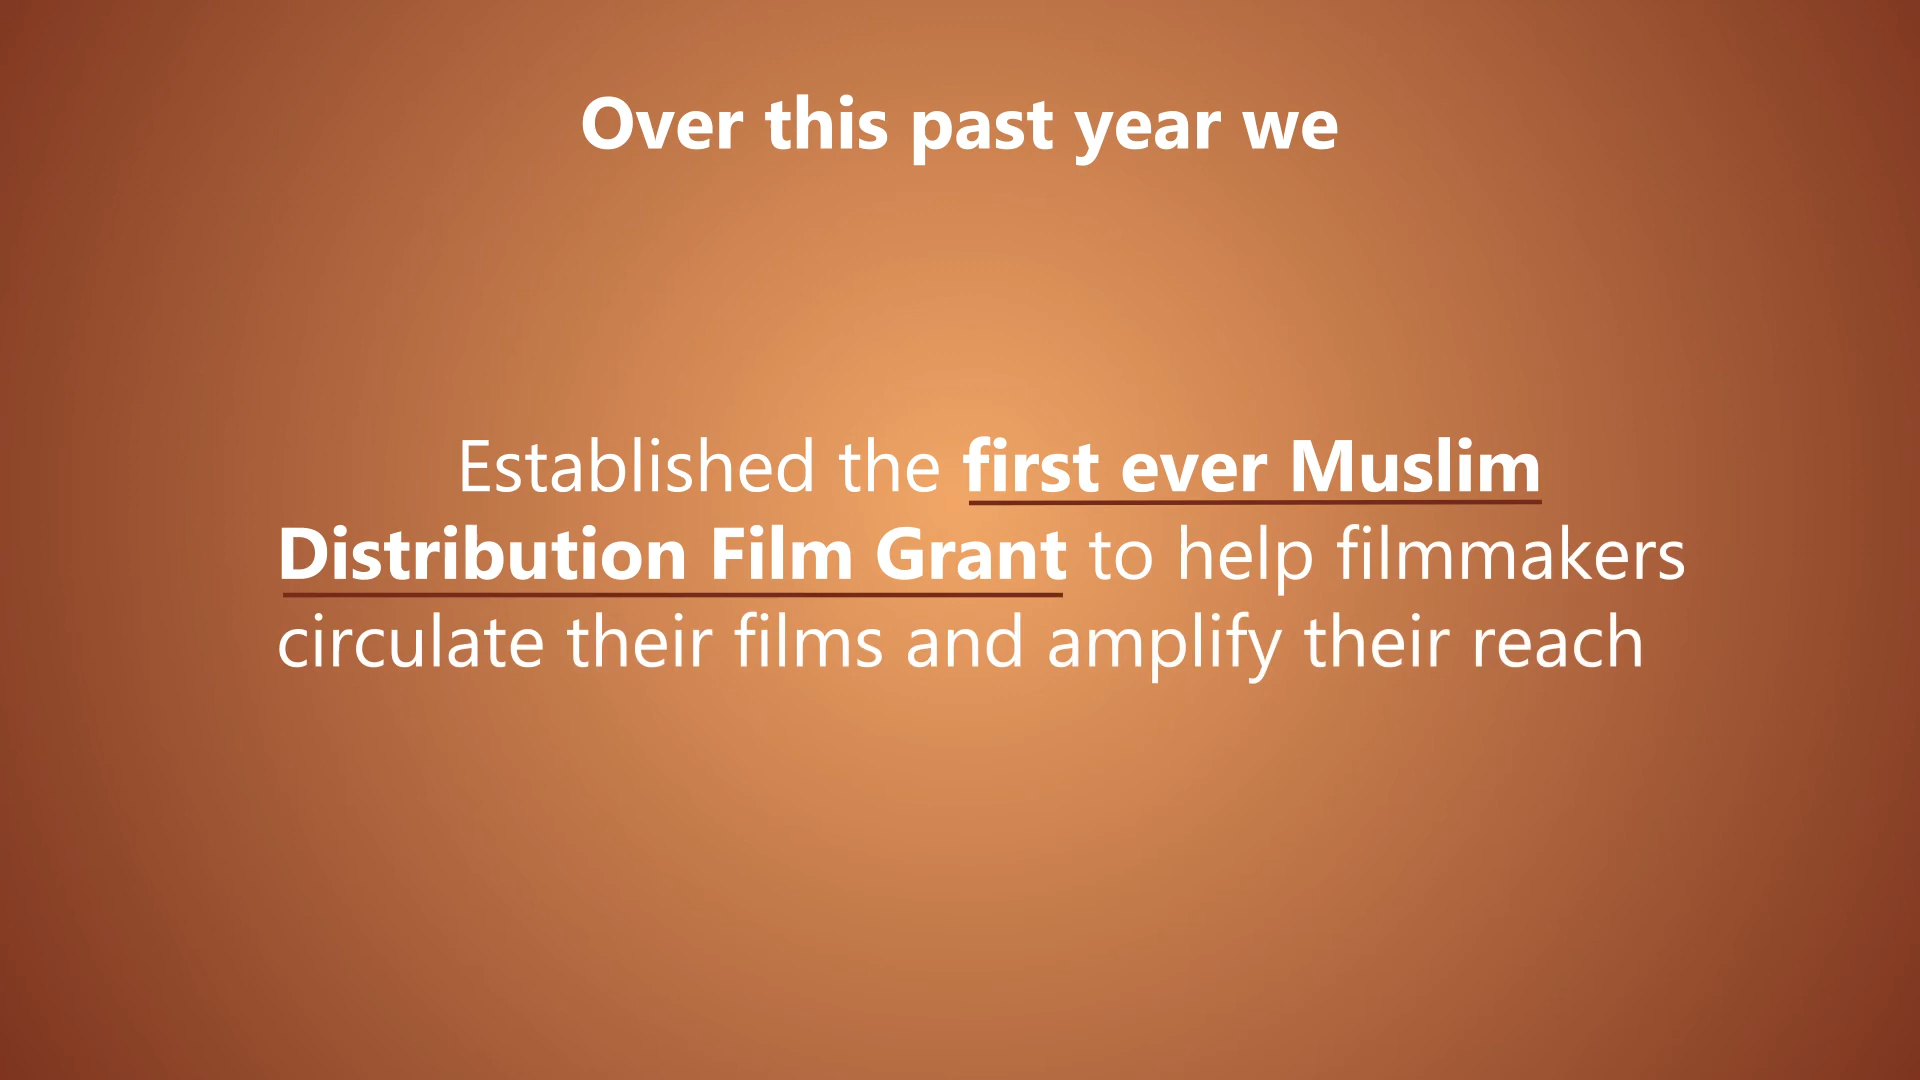 Over this past year we
Established the first ever Muslim
Distribution Film Grant to help filmmakers
circulate their films and amplify their reach